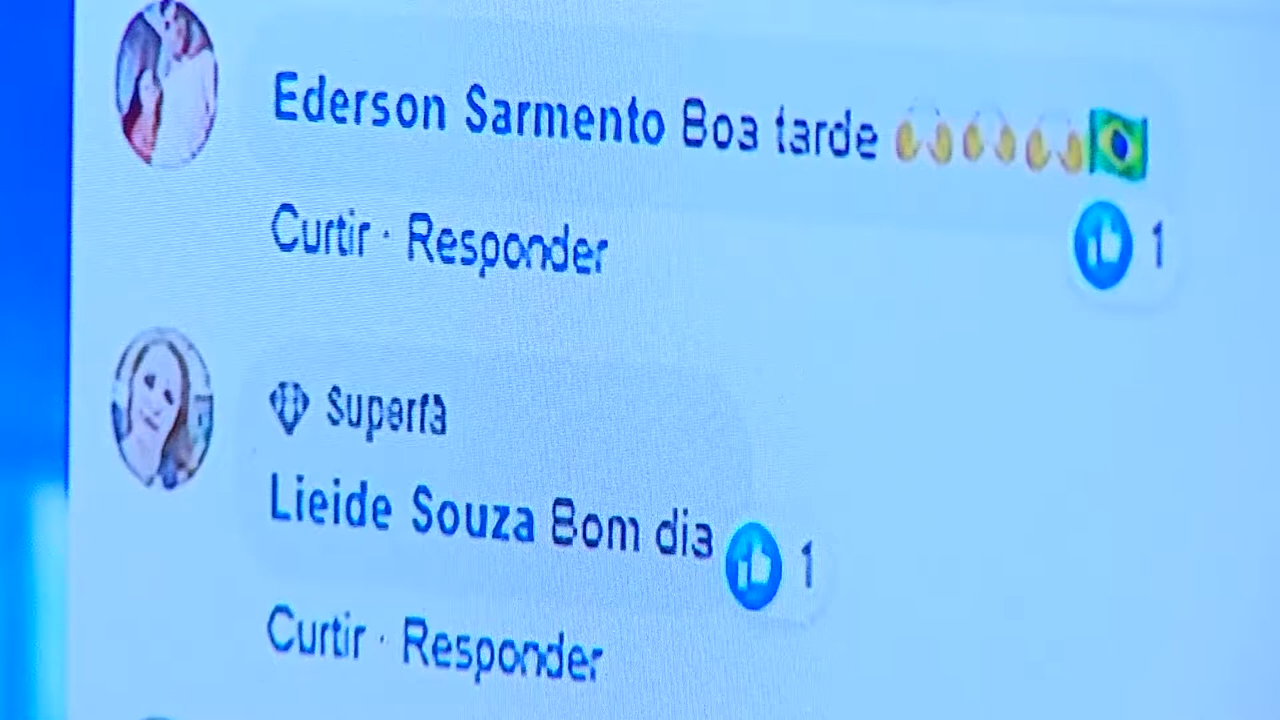 Ederson Sarmento Boa tarde 👏👏👏🇧🇷
Curtir · Responder
1
Superfã
Lieide Souza Bom dia
1
Curtir · Responder